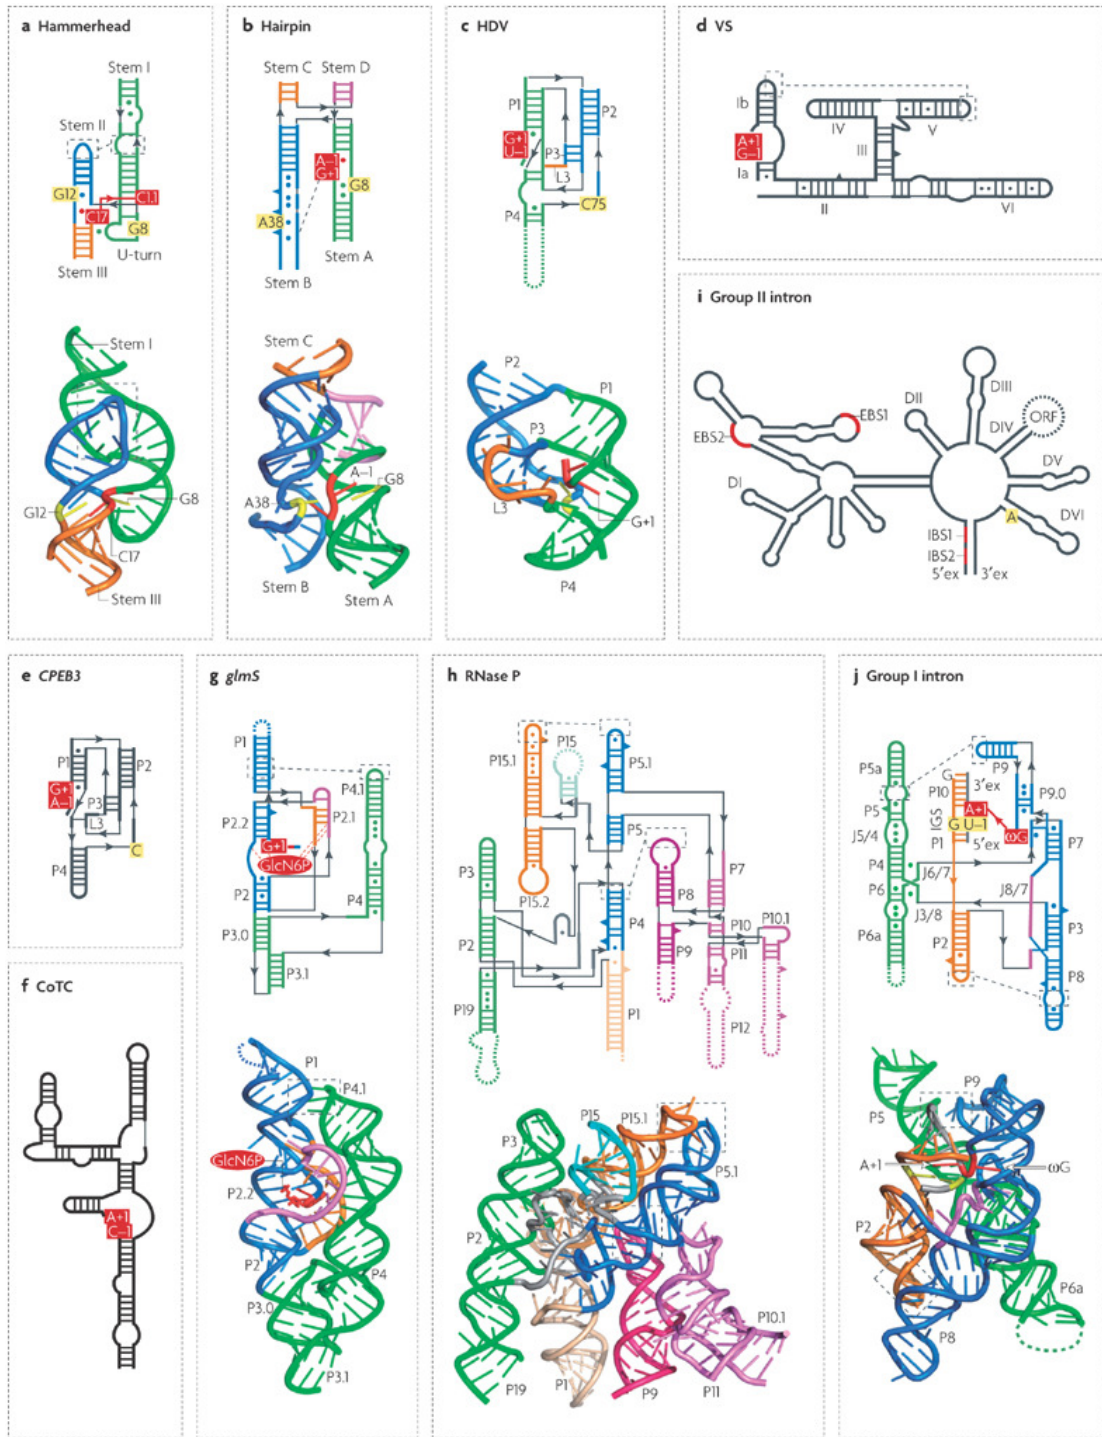 a Hammerhead
Stem I
Stem II
G12
C1.1
C17
G8
U-turn
Stem III
Stem I
G12
G8
C17
Stem III
b Hairpin
Stem C
Stem D
A–1
G+1
G8
A38
Stem A
Stem B
Stem C
A–1
G8
A38
Stem B
Stem A
c HDV
P1
P2
G+1
U–1
P3
L3
P4
C75
P2
P1
P3
L3
G+1
P4
d VS
Ib
IV
V
A+1
G–1
III
Ia
II
VI
i Group II intron
DIII
DII
EBS1
DIV
ORF
EBS2
DV
DI
A
DVI
IBS1
IBS2
5′ex
3′ex
e CPEB3
P1
P2
G+
A–1
P3
L3
P4
C
f CoTC
A+1
C–1
g glmS
P1
P4.1
P2.1
P2.2
G+1
GlcN6P
P2
P4
P3.0
P3.1
P1
P4.1
GlcN6P
P2.2
P2
P4
P3.0
P3.1
h RNase P
P15
P15.1
P5.1
P5
P3
P7
P15.2
P8
P4
P10
P10.1
P2
P9
P11
P19
P1
P12
P15
P15.1
P3
P5.1
P2
P10.1
P19
P1
P9
P11
j Group I intron
P5a
P9
G
3′ex
P10
P9.0
P5
IGS
A+1
G U–1
ωG
J5/4
P1
5′ex
P7
P4
J6/7
P6
J8/7
J3/8
P3
P6a
P2
P8
P9
P5
A+1
ωG
P2
P6a
P8